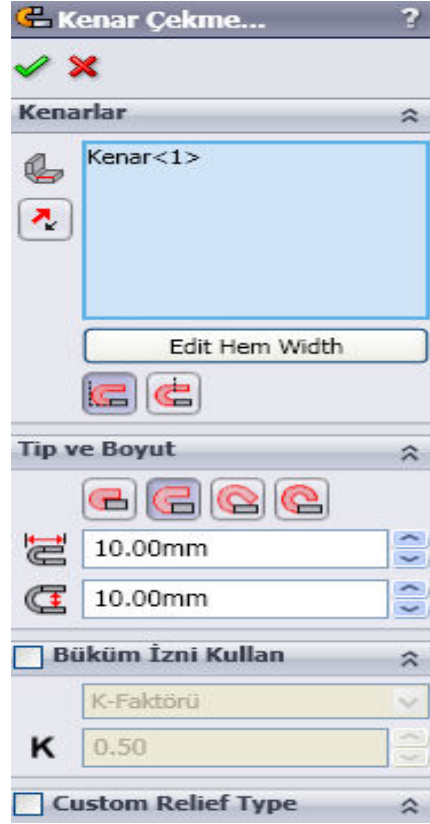 Kenar Çekme... ?
Kenarlar
Kenar<1>
Edit Hem Width
Tip ve Boyut
10.00mm
10.00mm
Büküm İzni Kullan
K-Faktörü
K 0.50
Custom Relief Type